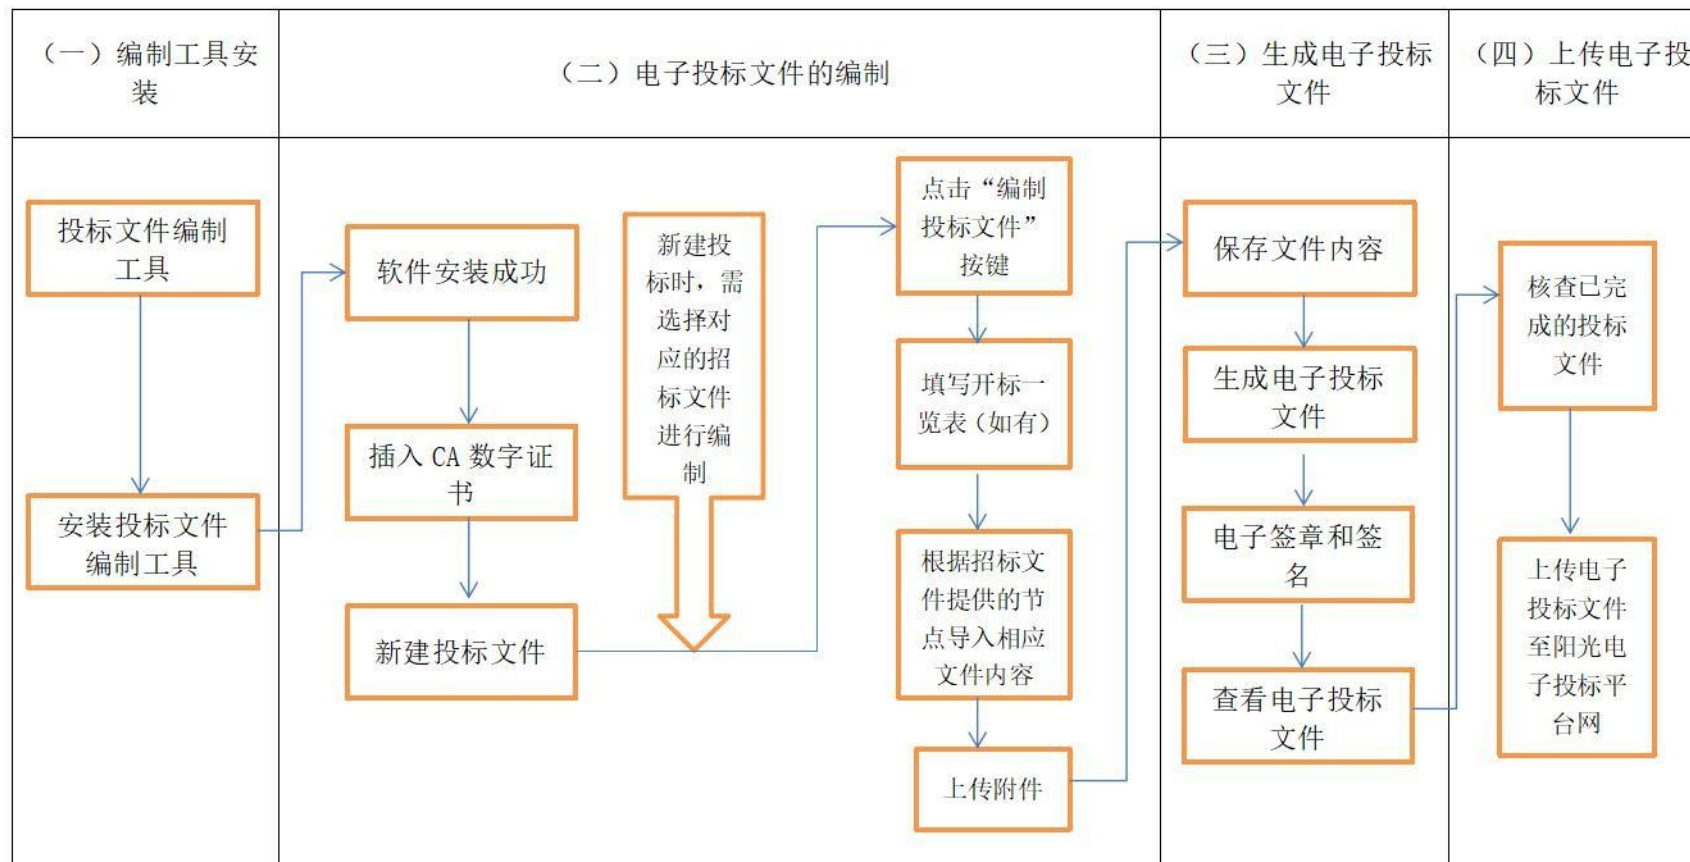 （一）编制工具安
装
（二）电子投标文件的编制
（三）生成电子投标
文件
（四）上传电子投
标文件
投标文件编制
工具
安装投标文件
编制工具
软件安装成功
插入 CA 数字证
书
新建投标文件
新建投
标时，需
选择对
应的招
标文件
进行编
制
点击“编制
投标文件”
按键
填写开标一
览表（如有）
根据招标文
件提供的节
点导入相应
文件内容
上传附件
保存文件内容
生成电子投标
文件
电子签章和签
名
查看电子投标
文件
核查已完
成的投标
文件
上传电子
投标文件
至阳光电
子投标平
台网